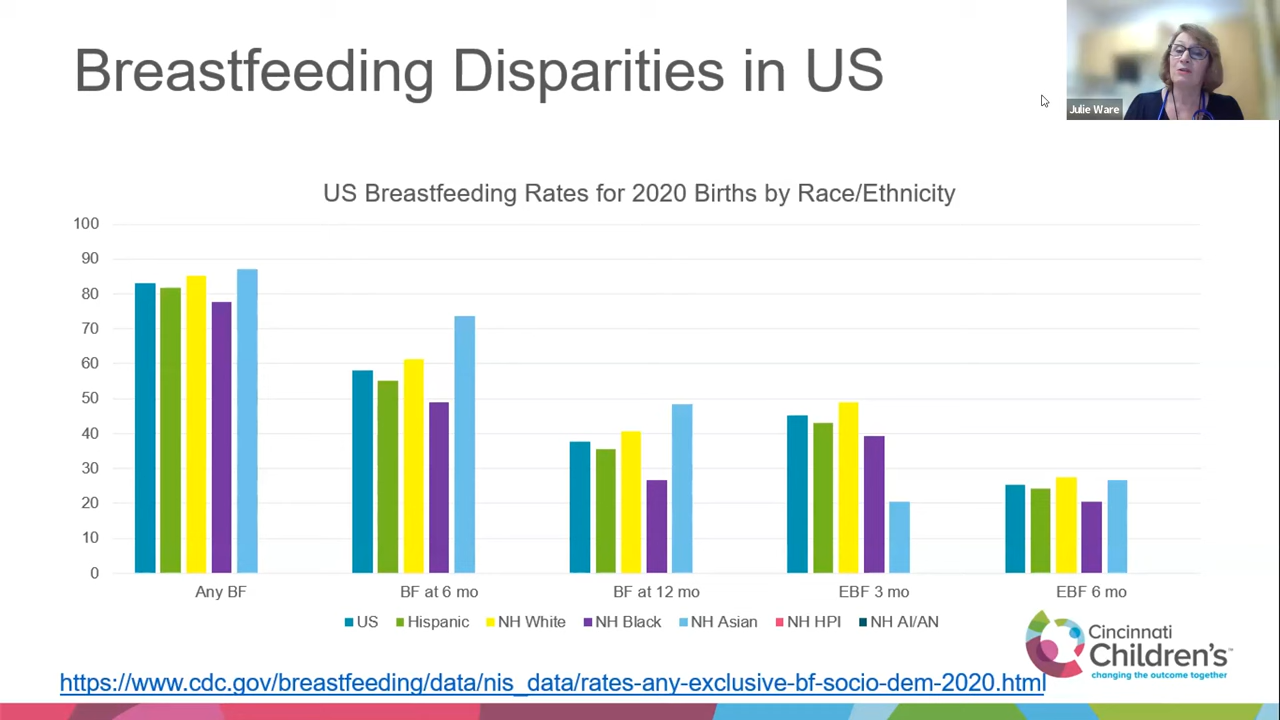 Breastfeeding Disparities in US
Julie Ware
US Breastfeeding Rates for 2020 Births by Race/Ethnicity
100
90
80
70
60
50
40
30
20
10
0
Any BF
BF at 6 mo
BF at 12 mo
EBF 3 mo
EBF 6 mo
US Hispanic NH White NH Black NH Asian NH HPI NH AI/AN
Cincinnati
Children's™
changing the outcome together
https://www.cdc.gov/breastfeeding/data/nis_data/rates-any-exclusive-bf-socio-dem-2020.html